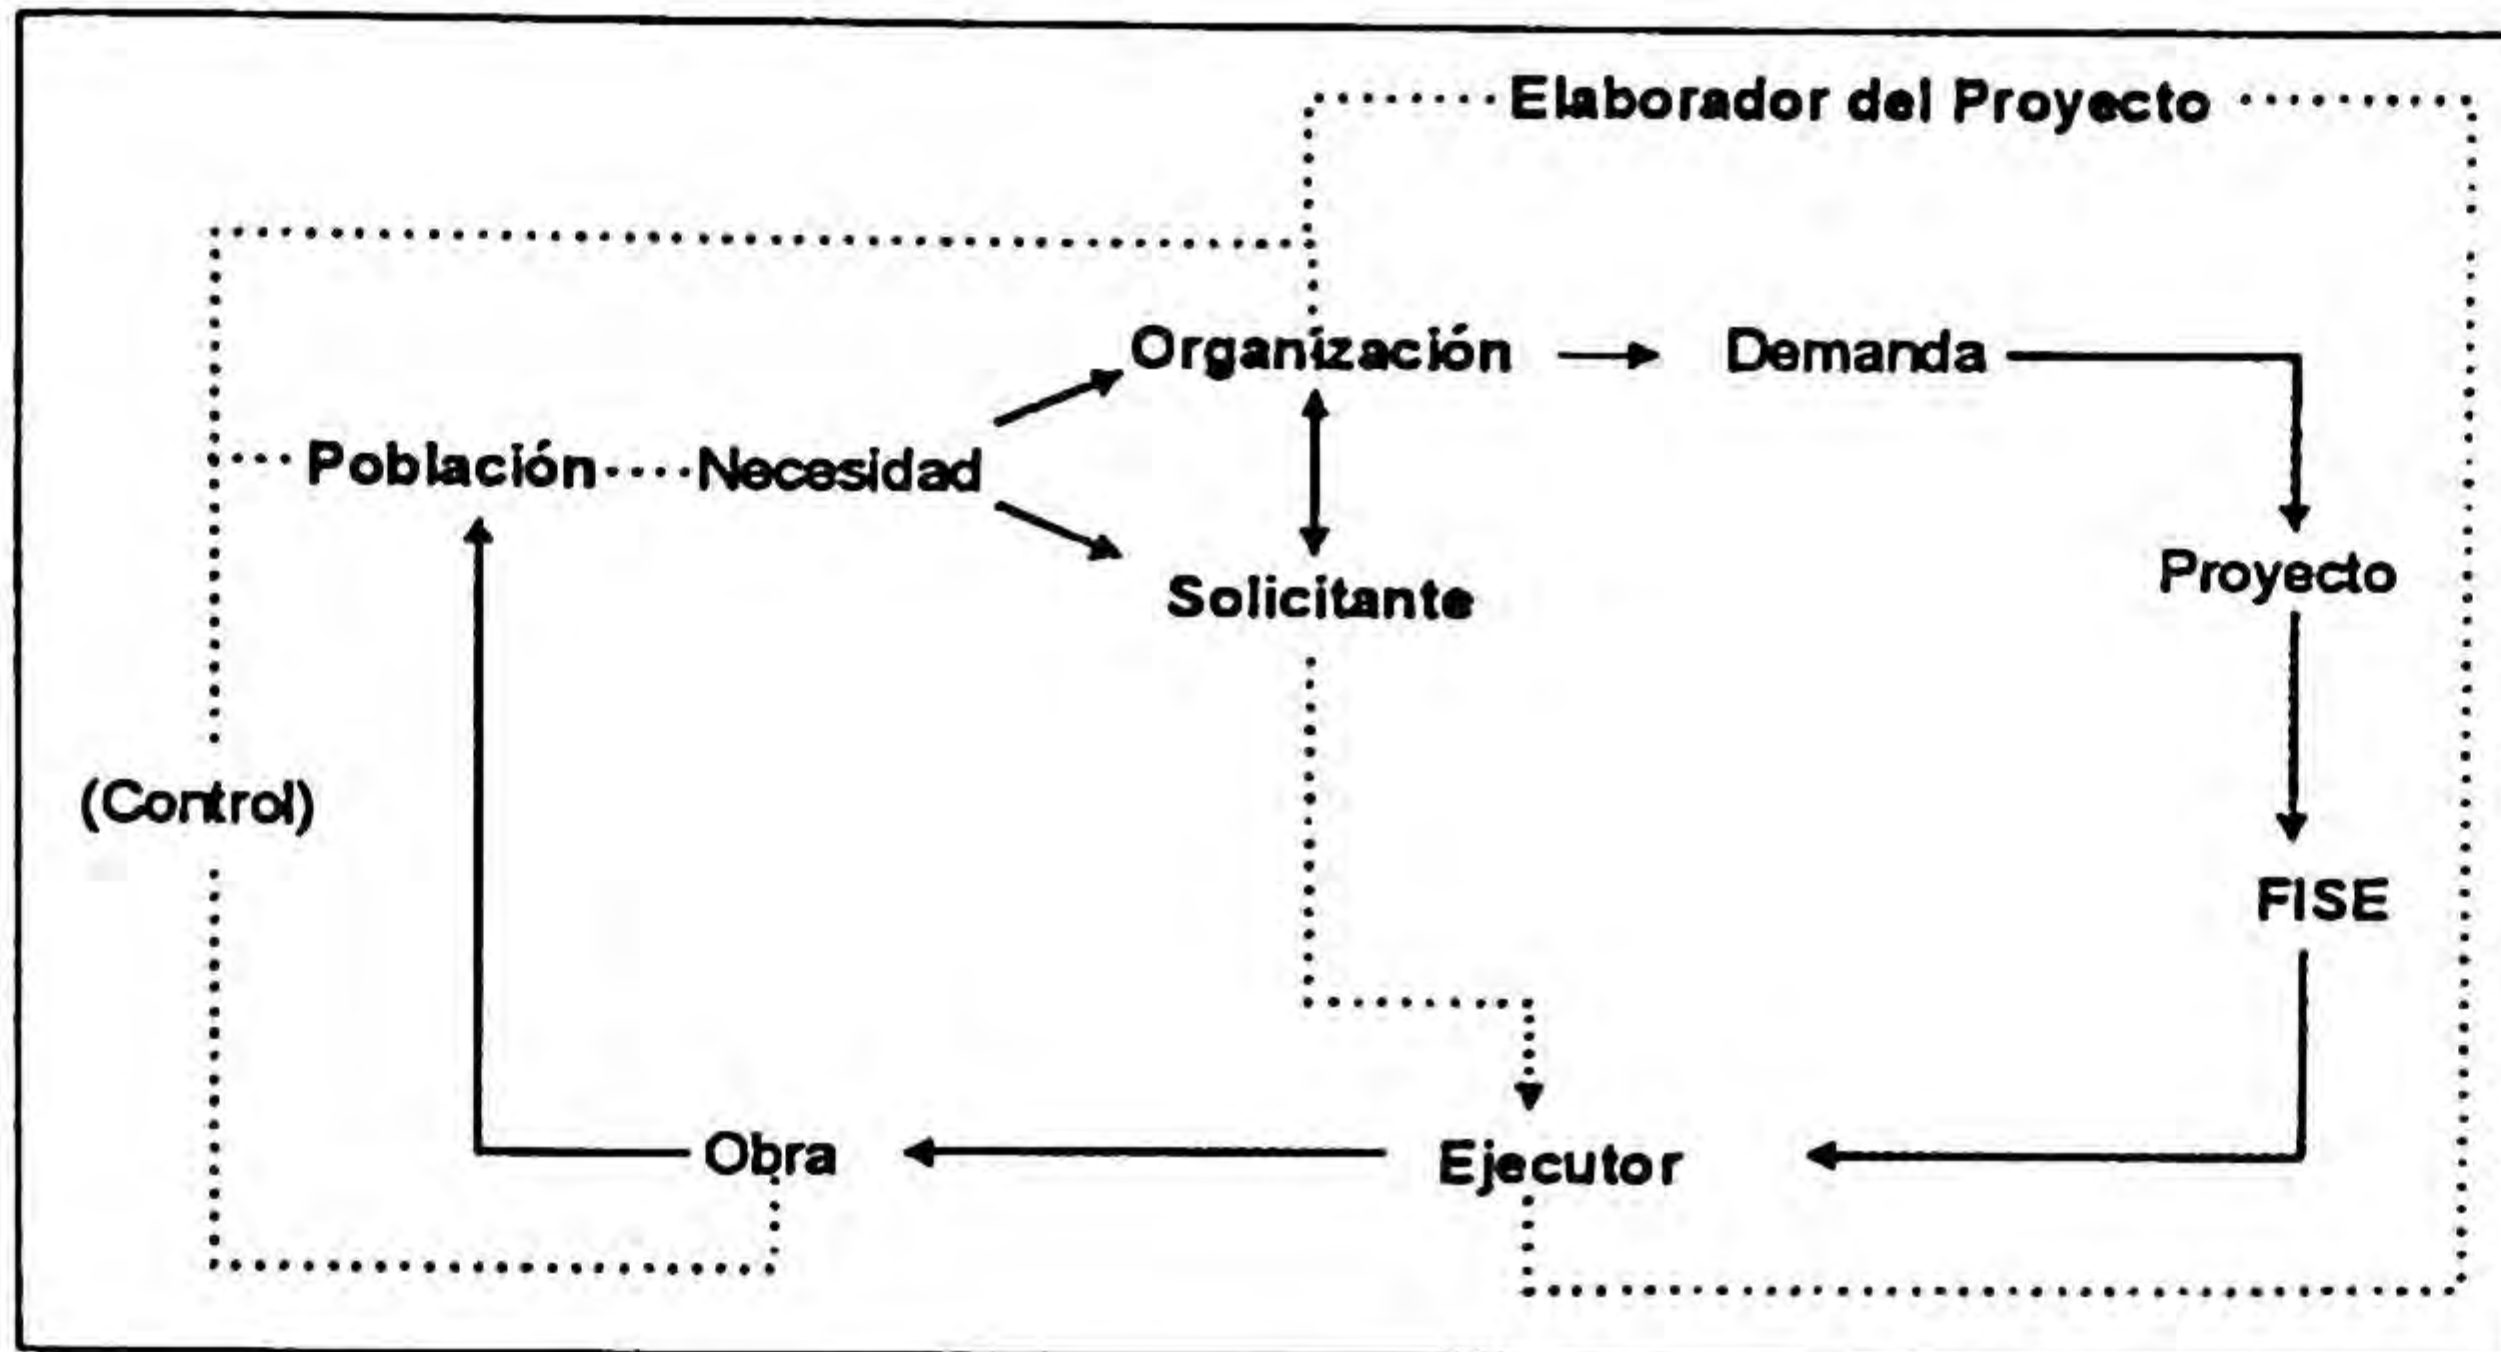 Elaborador del Proyecto
Organización
Demanda
Población
Necesidad
Solicitante
Proyecto
(Control)
FISE
Obra
Ejecutor